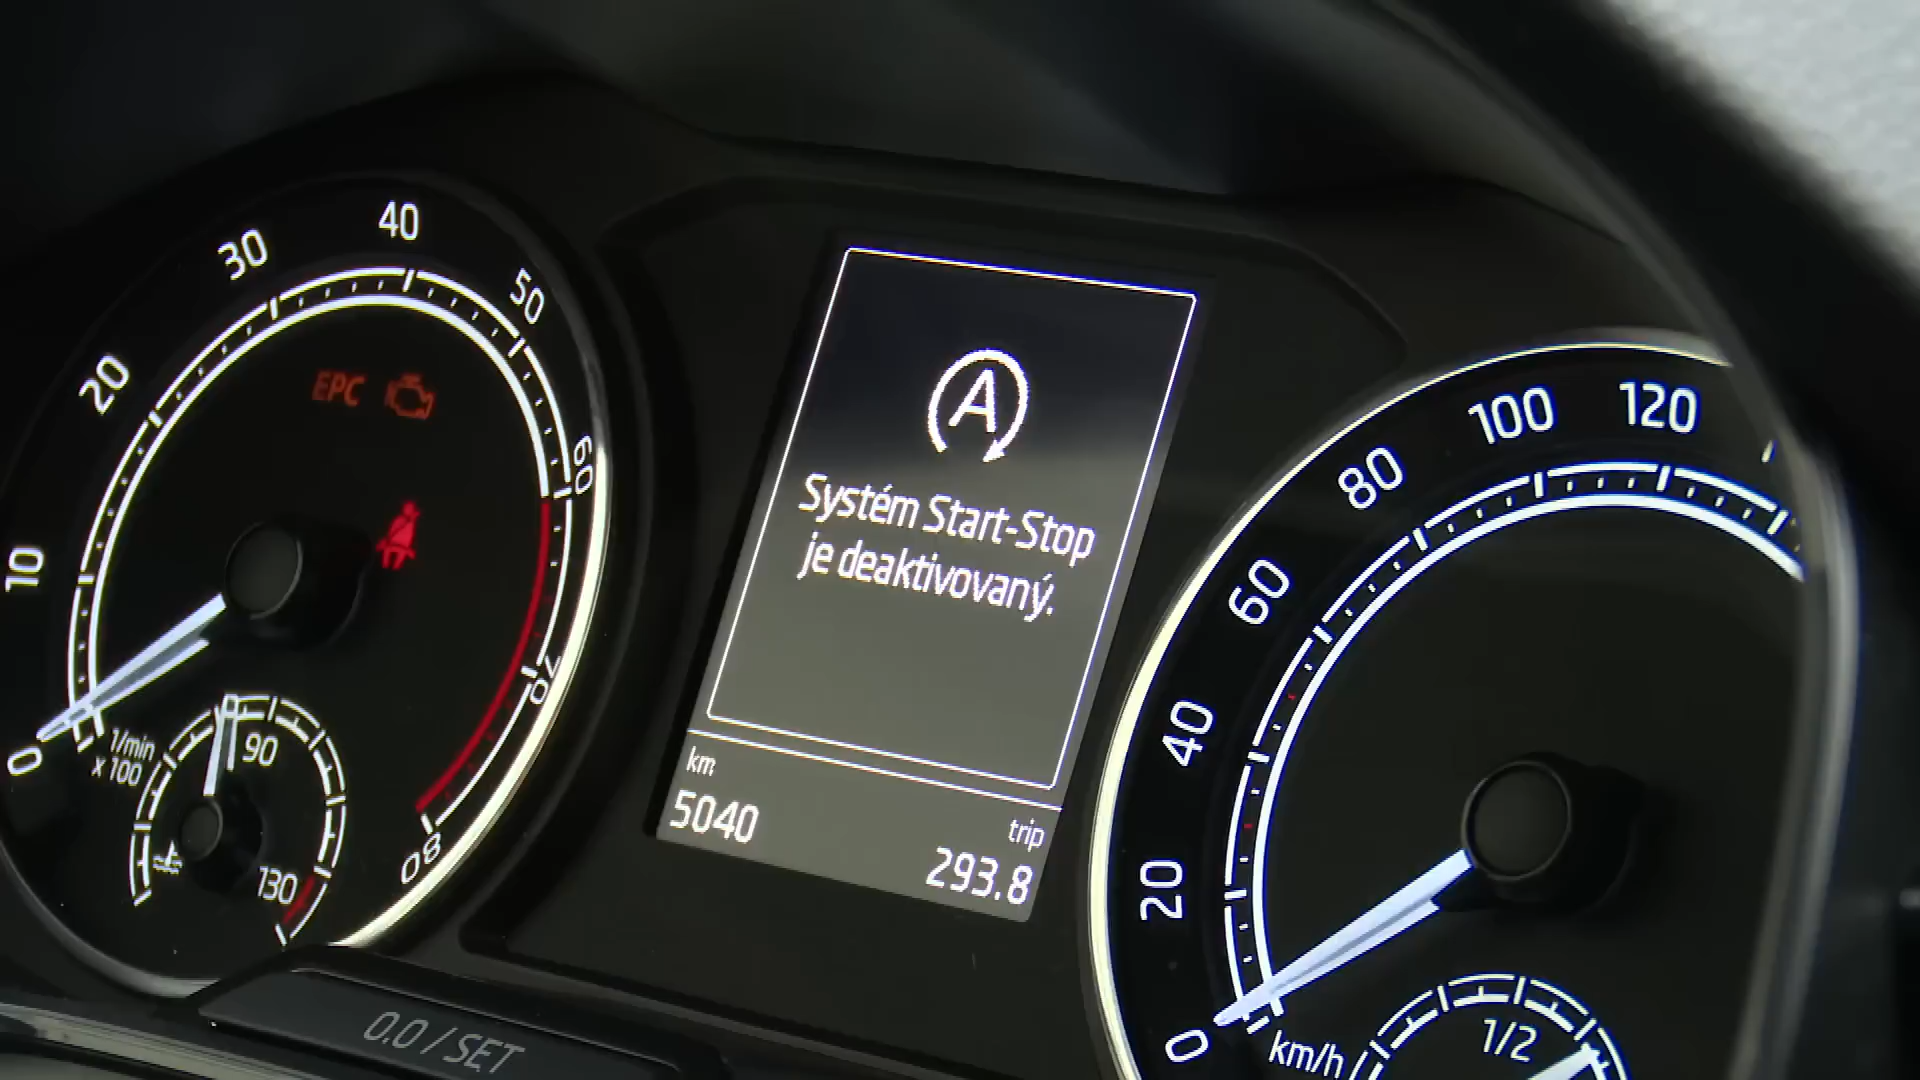 10
20
30
40
50
60
70
80
EPC
0
1/min
x 100
90
130
0.0 / SET
A
Systém Start-Stop
je deaktivovaný.
km
5040
trip
293.8
0
20
40
60
80
100
120
km/h
1/2